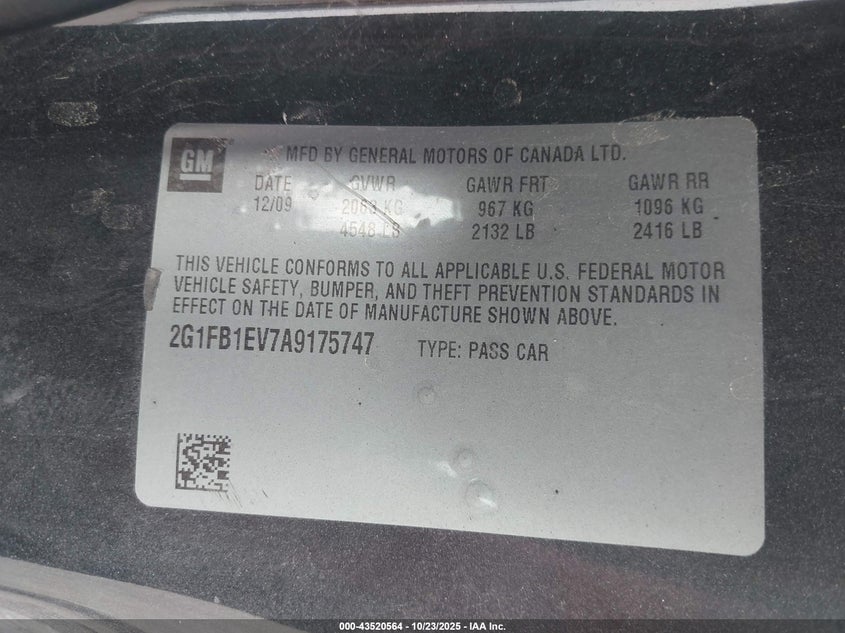 GM
MFD BY GENERAL MOTORS OF CANADA LTD.
DATE GVWR GAWR FRT GAWR RR
12/09 2063 KG 967 KG 1096 KG
4548 LB 2132 LB 2416 LB
THIS VEHICLE CONFORMS TO ALL APPLICABLE U.S. FEDERAL MOTOR
VEHICLE SAFETY, BUMPER, AND THEFT PREVENTION STANDARDS IN
EFFECT ON THE DATE OF MANUFACTURE SHOWN ABOVE.
2G1FB1EV7A9175747 TYPE: PASS CAR
000-43520564 | 10/23/2025 - IAA Inc.